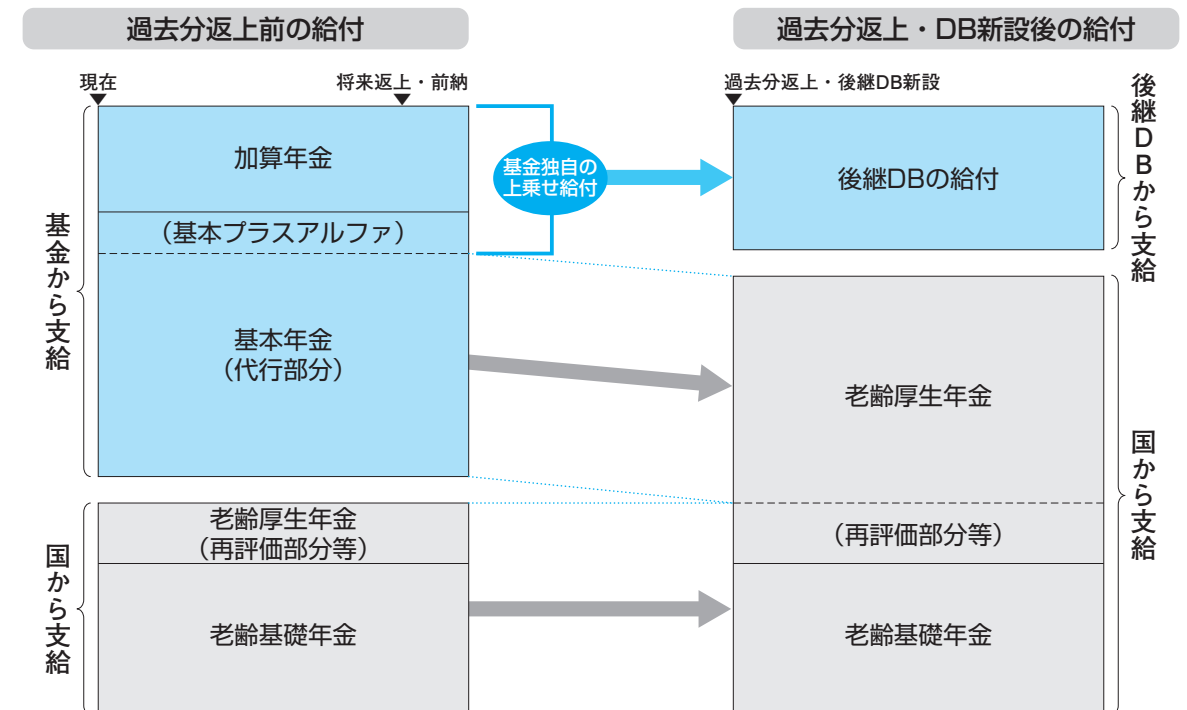 過去分返上前の給付
過去分返上・DB新設後の給付
現在
将来返上・前納
過去分返上・後継DB新設
加算年金
(基本プラスアルファ)
基本年金
(代行部分)
基金から支給
基金独自の
上乗せ給付
後継DBの給付
後継DBから支給
老齢厚生年金
(再評価部分等)
老齢基礎年金
国から支給
老齢厚生年金
(再評価部分等)
老齢基礎年金
国から支給